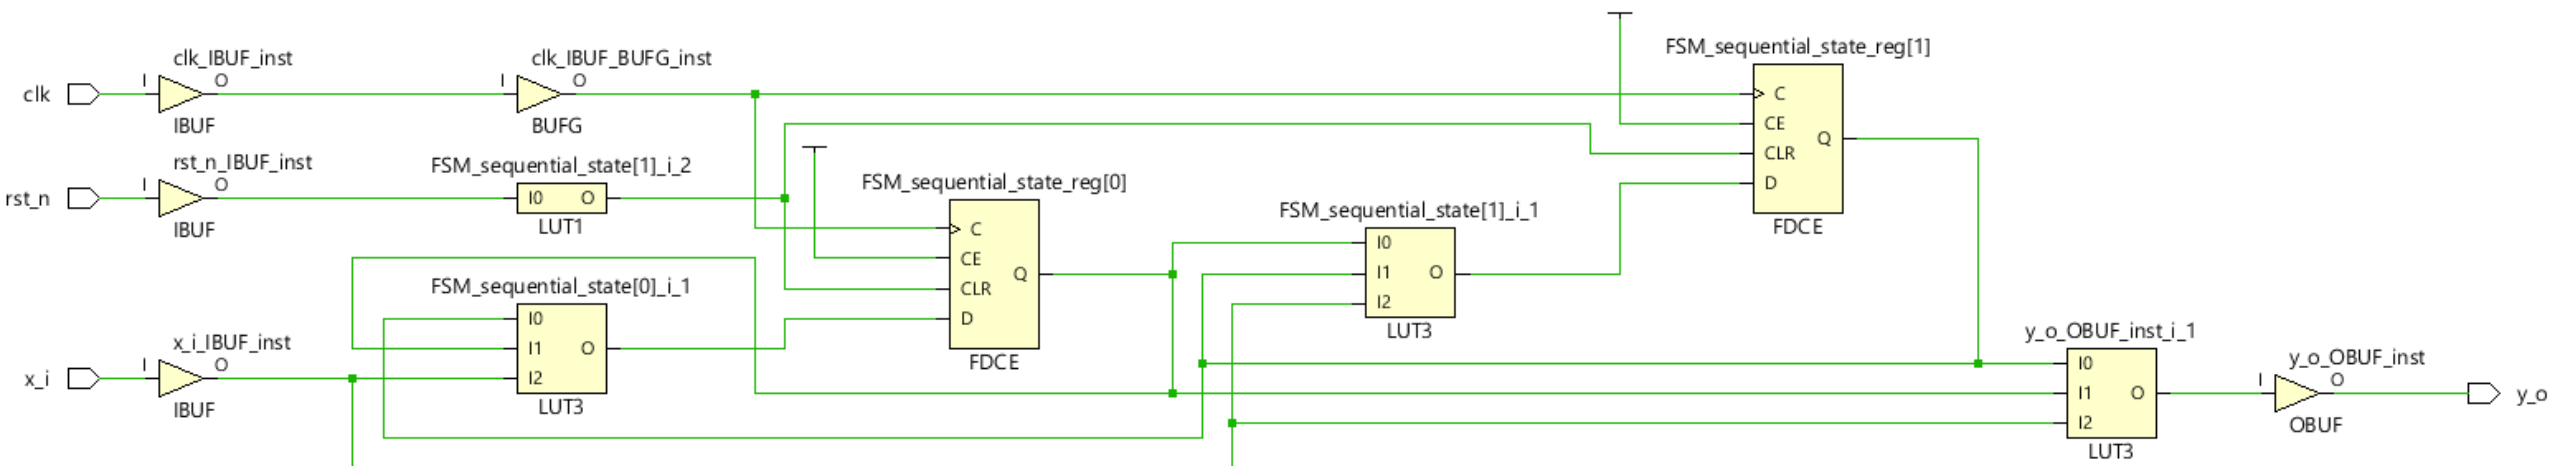 clk
clk_IBUF_inst
I
O
IBUF
clk_IBUF_BUFG_inst
I
O
BUFG
rst_n
rst_n_IBUF_inst
I
O
IBUF
FSM_sequential_state[1]_i_2
I0
O
LUT1
x_i
x_i_IBUF_inst
I
O
IBUF
FSM_sequential_state[0]_i_1
I0
I1
I2
O
LUT3
FSM_sequential_state_reg[0]
C
CE
CLR
D
Q
FDCE
FSM_sequential_state[1]_i_1
I0
I1
I2
O
LUT3
FSM_sequential_state_reg[1]
C
CE
CLR
D
Q
FDCE
y_o_OBUF_inst_i_1
I0
I1
I2
O
LUT3
y_o_OBUF_inst
I
O
OBUF
y_o